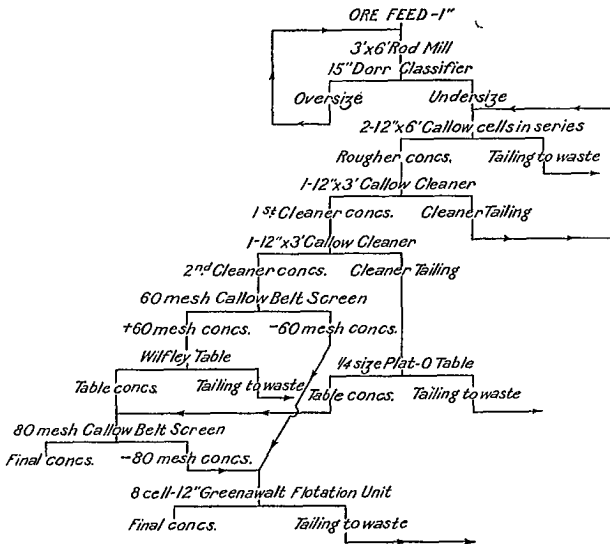 ORE FEED-1"
3'x6' Rod Mill
15" Dorr Classifier
Oversize Undersize
2-12"x6' Callow cells in series
Rougher concs. Tailing to waste
1-12"x3' Callow Cleaner
1st Cleaner concs. Cleaner Tailing
1-12"x3' Callow Cleaner
2nd Cleaner concs. Cleaner Tailing
60 mesh Callow Belt Screen
+60 mesh concs. -60 mesh concs.
Wilfley Table
1/4 size Plat-O Table
Table concs. Tailing to waste
Table concs. Tailing to waste
80 mesh Callow Belt Screen
Final concs. -80 mesh concs.
8 cell-12" Greenawalt Flotation Unit
Final concs. Tailing to waste